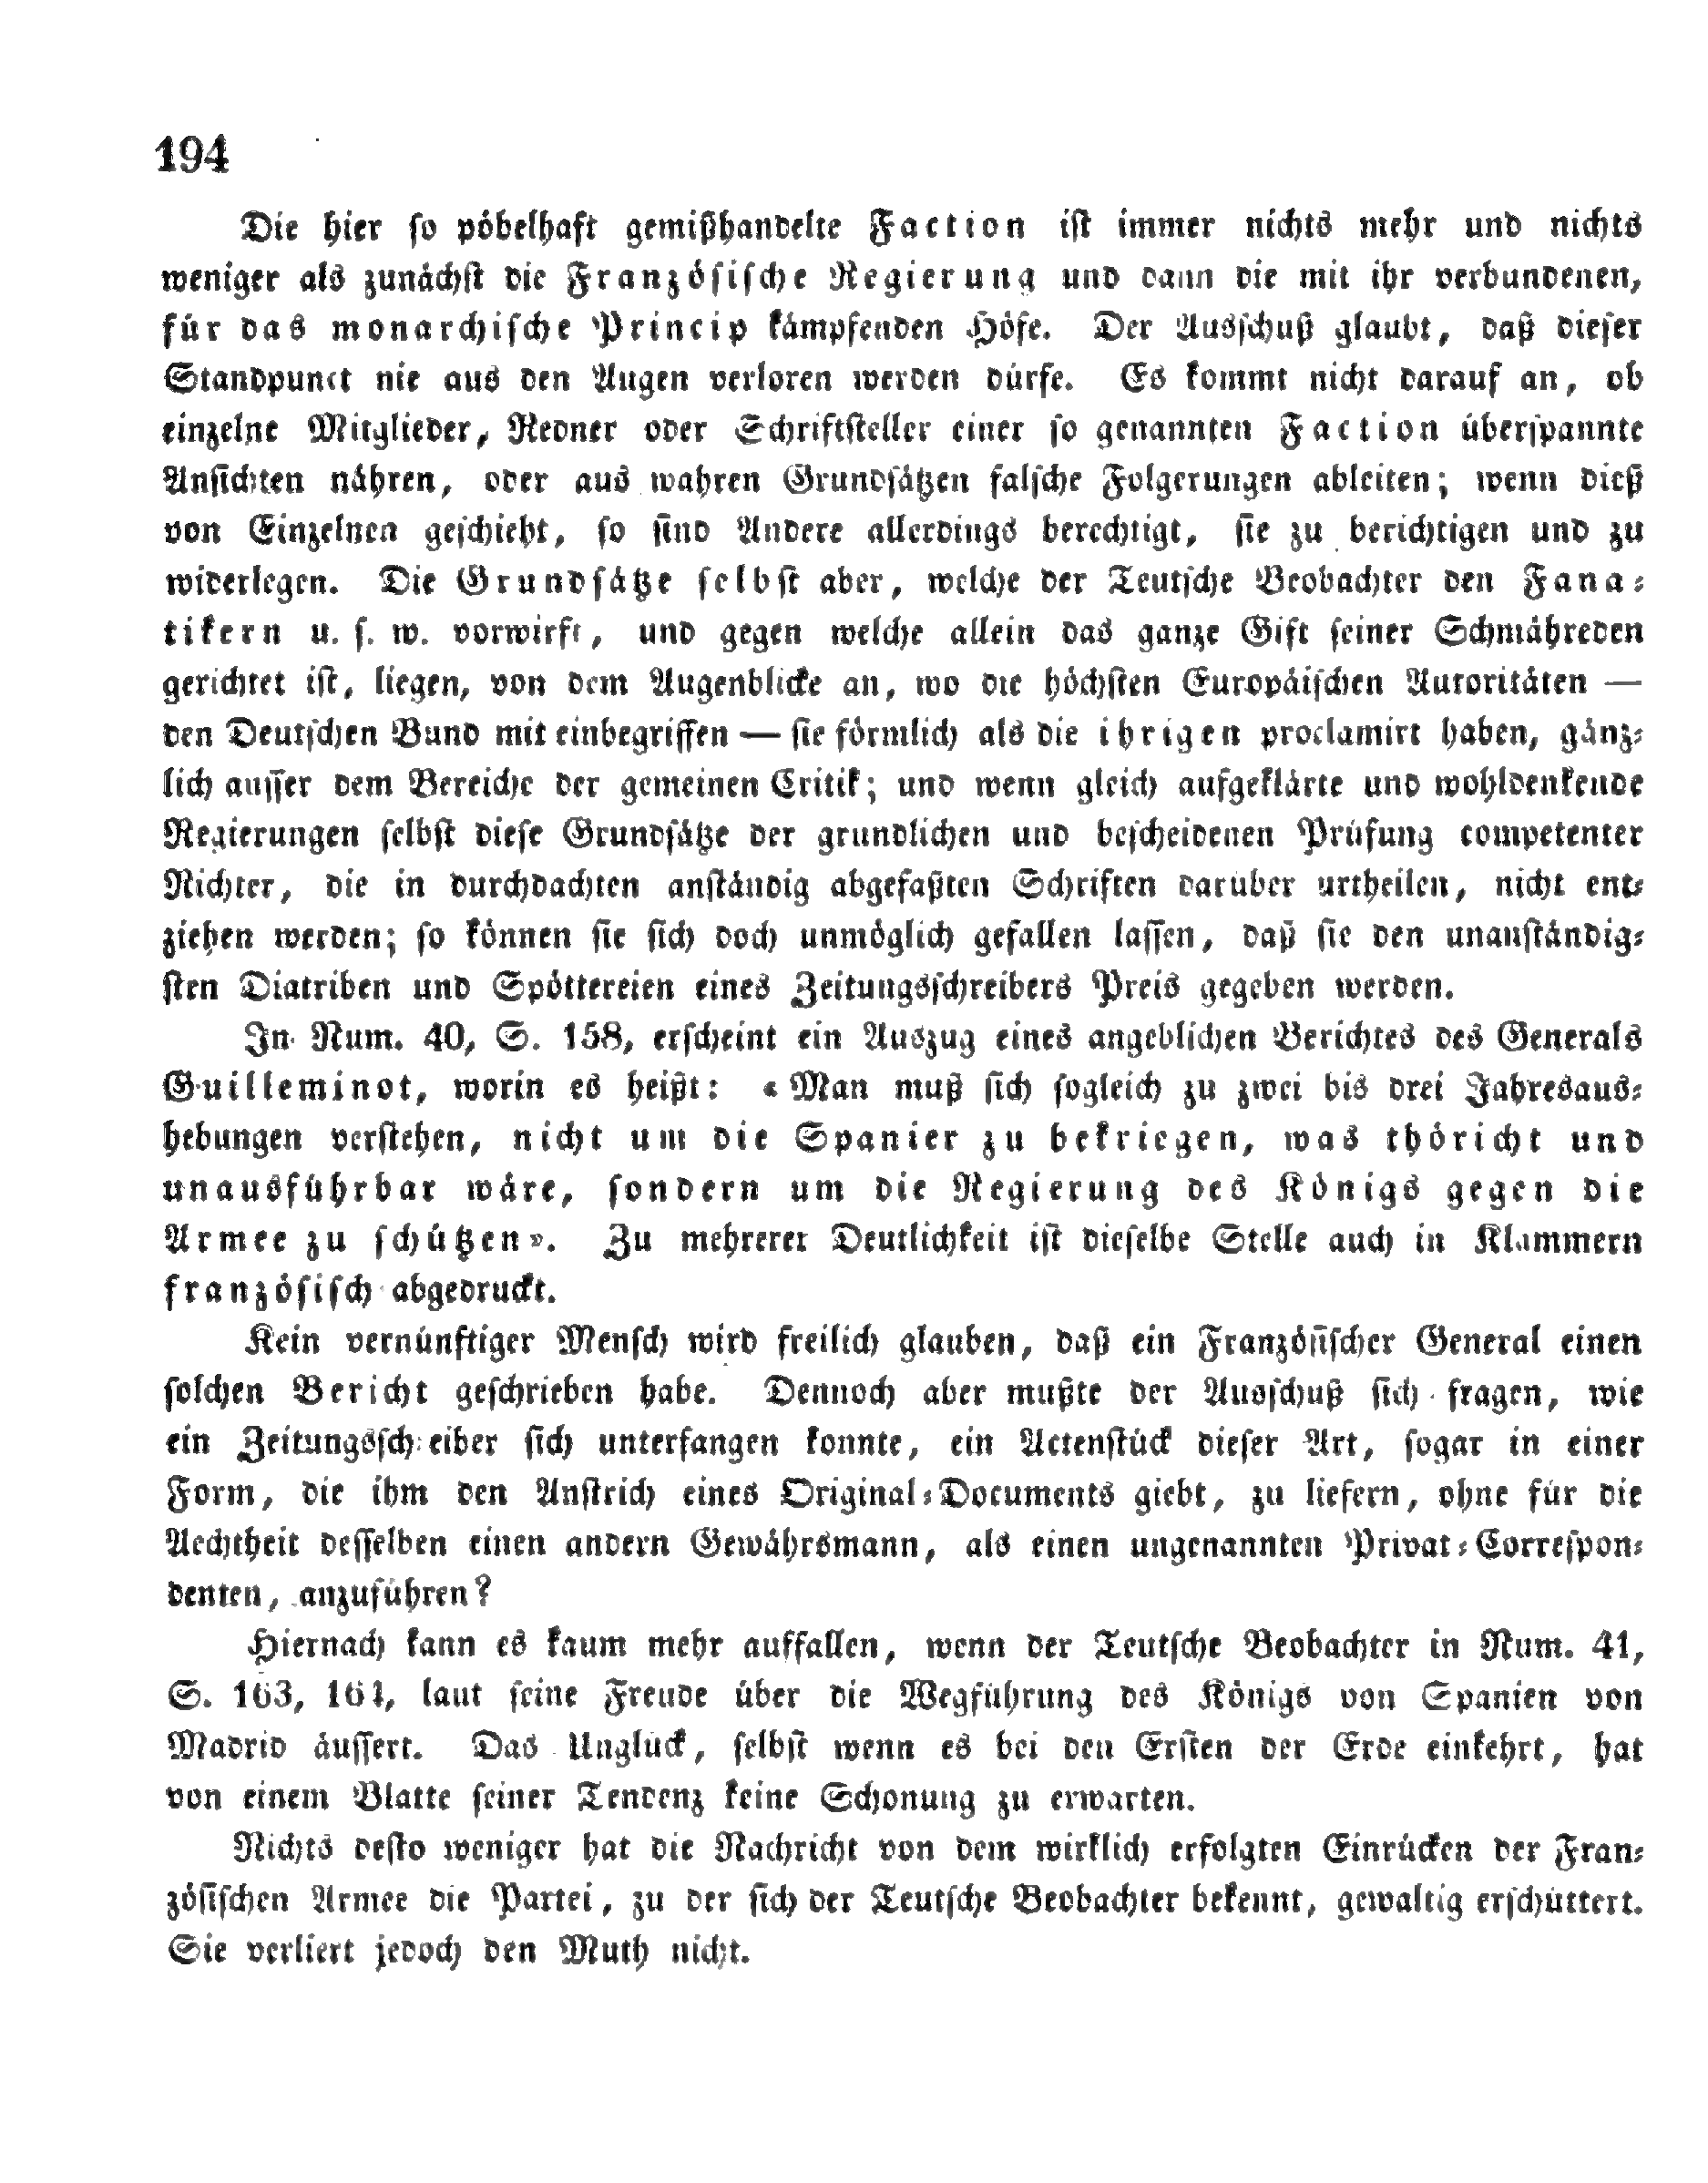 194
Die hier so pöbelhaft gemißhandelte Faction ist immer nichts mehr und nichts
weniger als zunächst die Französische Regierung und dann die mit ihr verbundenen,
für das monarchische Princip kämpfenden Höfe. Der Ausschuß glaubt, daß dieser
Standpunct nie aus den Augen verloren werden dürfe. Es kommt nicht darauf an, ob
einzelne Mitglieder, Redner oder Schriftsteller einer so genannten Faction überspannte
Ansichten nähren, oder aus wahren Grundsätzen falsche Folgerungen ableiten; wenn dieß
von Einzelnen geschieht, so sind Andere allerdings berechtigt, sie zu berichtigen und zu
widerlegen. Die Grundsätze selbst aber, welche der Teutsche Beobachter den Fana-
tikern u. s. w. vorwirft, und gegen welche allein das ganze Gift seiner Schmähreden
gerichtet ist, liegen, von dem Augenblicke an, wo die höchsten Europäischen Autoritäten —
den Deutschen Bund mit einbegriffen — sie förmlich als die ihrigen proclamirt haben, gänz-
lich ausser dem Bereiche der gemeinen Critik; und wenn gleich aufgeklärte und wohldenkende
Regierungen selbst diese Grundsätze der grundlichen und bescheidenen Prüfung competenter
Richter, die in durchdachten anständig abgefaßten Schriften darüber urtheilen, nicht ent-
ziehen werden; so können sie sich doch unmöglich gefallen lassen, daß sie den unanständig-
sten Diatriben und Spöttereien eines Zeitungsschreibers Preis gegeben werden.
In Num. 40, S. 158, erscheint ein Auszug eines angeblichen Berichtes des Generals
Guilleminot, worin es heißt: «Man muß sich sogleich zu zwei bis drei Jahresaus-
hebungen verstehen, nicht um die Spanier zu bekriegen, was thöricht und
unausführbar wäre, sondern um die Regierung des Königs gegen die
Armee zu schützen». Zu mehrerer Deutlichkeit ist dieselbe Stelle auch in Klammern
französisch abgedruckt.
Kein vernünftiger Mensch wird freilich glauben, daß ein Französischer General einen
solchen Bericht geschrieben habe. Dennoch aber mußte der Ausschuß sich fragen, wie
ein Zeitungsschreiber sich unterfangen konnte, ein Actenstück dieser Art, sogar in einer
Form, die ihm den Anstrich eines Original-Documents giebt, zu liefern, ohne für die
Aechtheit desselben einen andern Gewährsmann, als einen ungenannten Privat-Correspon-
denten, anzuführen?
Hiernach kann es kaum mehr auffallen, wenn der Teutsche Beobachter in Num. 41,
S. 163, 164, laut seine Freude über die Wegführung des Königs von Spanien von
Madrid äussert. Das Unglück, selbst wenn es bei den Ersten der Erde einkehrt, hat
von einem Blatte seiner Tendenz keine Schonung zu erwarten.
Nichts desto weniger hat die Nachricht von dem wirklich erfolgten Einrücken der Fran-
zösischen Armee die Partei, zu der sich der Teutsche Beobachter bekennt, gewaltig erschüttert.
Sie verliert jedoch den Muth nicht.